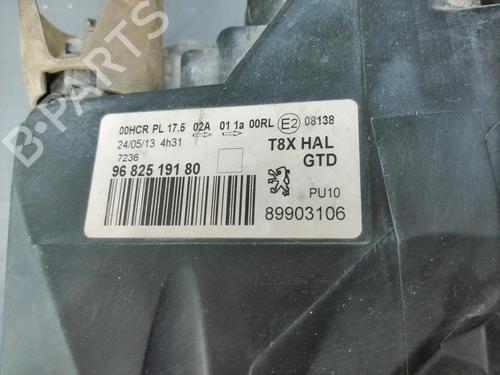 B-PARTS
00HCR PL 17.5 02A 01 1a 00RL E2 08138
24/05/13 4h31
7236
96 825 191 80
T8X HAL
GTD
PU10
89903106